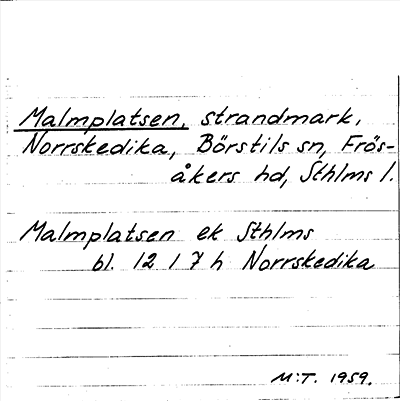 Malmplatsen, strandmark,
Norrskedika, Börstils sn, Frös-
åkers hd, Sthlms l.
Malmplatsen ek Sthlms
bl. 12 I 7 h Norrskedika
M:T. 1959.